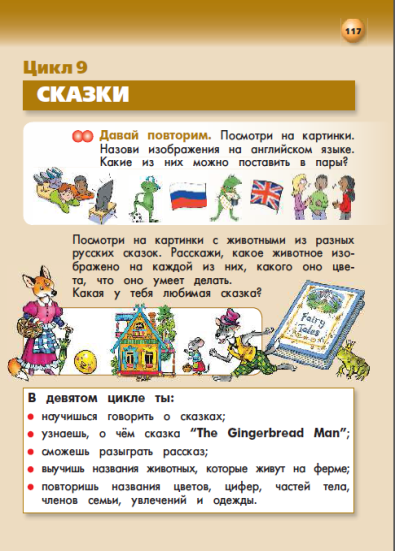 117
Цикл 9
СКАЗКИ
Давай повторим. Посмотри на картинки.
Назови изображения на английском языке.
Какие из них можно поставить в пары?
Посмотри на картинки с животными из разных
русских сказок. Расскажи, какое животное изо-
бражено на каждой из них, какого оно цве-
та, что оно умеет делать.
Какая у тебя любимая сказка?
Fairy
Tales
В девятом цикле ты:
научишься говорить о сказках;
узнаешь, о чём сказка "The Gingerbread Man";
сможешь разыграть рассказ;
выучишь названия животных, которые живут на ферме;
повторишь названия цветов, цифер, частей тела,
членов семьи, увлечений и одежды.